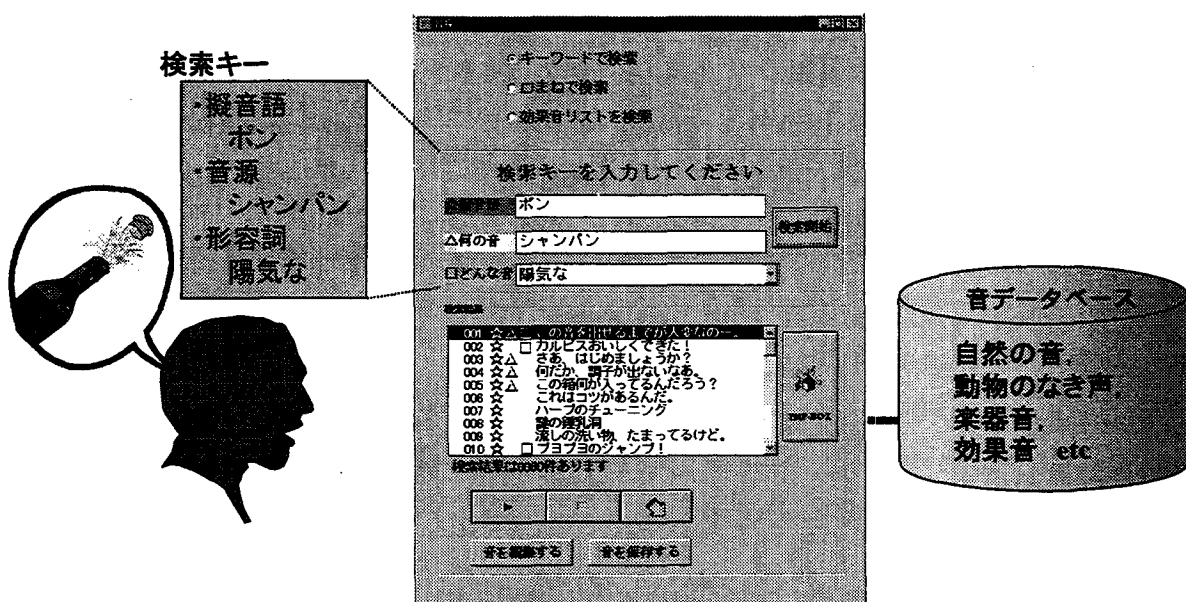 検索キー
・擬音語
ポン
・音源
シャンパン
・形容詞
陽気な
キーワードで検索
口まねで検索
効果音リストを検索
検索キーを入力してください
ポン
検索開始
△何の音 シャンパン
□どんな音 陽気な
検索結果
001 ☆△□
002 ☆ □ カルピスおいしくできた！
003 ☆△ さあ、はじめましょうか？
004 ☆△ 何だか、調子が出ないなあ。
005 ☆△ この箱何が入ってるんだろう？
006 ☆ これはコツがあるんだ。
007 ☆ ハープのチューニング
008 ☆ 謎の鍾乳洞
009 ☆ 流しの洗い物、たまってるけど。
010 ☆ □ プヨプヨのジャンプ！
件あります
音を保存する
音データベース
自然の音，
動物のなき声，
楽器音，
効果音 etc